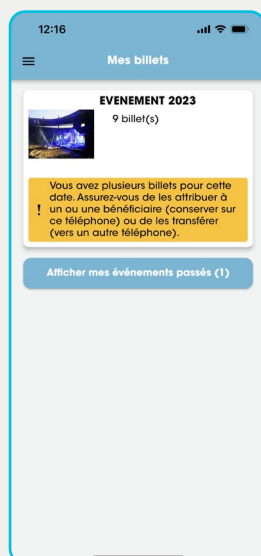 12:16
Mes billets
EVENEMENT 2023
9 billet(s)
Vous avez plusieurs billets pour cette
date. Assurez-vous de les attribuer à
! un ou une bénéficiaire (conserver sur
ce téléphone) ou de les transférer
(vers un autre téléphone).
Afficher mes événements passés (1)